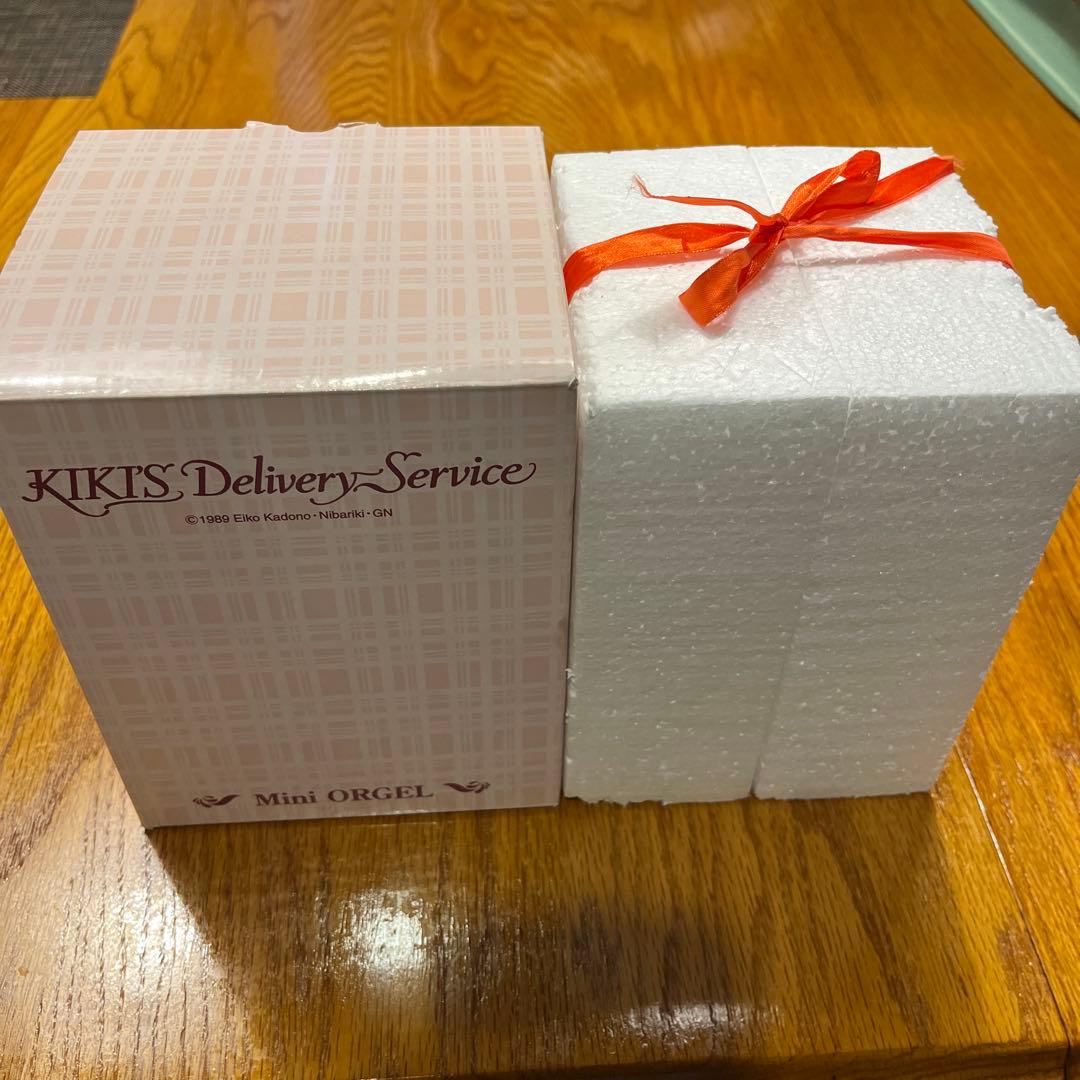 KIKI'S Delivery Service
©1989 Eiko Kadono・Nibariki・GN
Mini ORGEL